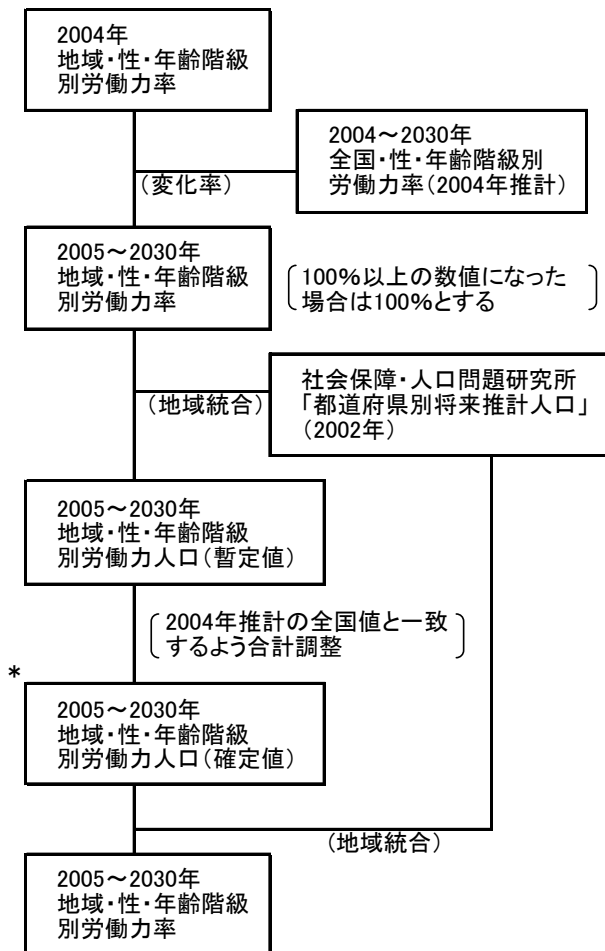 2004年
地域・性・年齢階級
別労働力率
2004～2030年
全国・性・年齢階級別
労働力率(2004年推計)
(変化率)
2005～2030年
地域・性・年齢階級
別労働力率
100%以上の数値になった
場合は100%とする
社会保障・人口問題研究所
「都道府県別将来推計人口」
(2002年)
(地域統合)
2005～2030年
地域・性・年齢階級
別労働力人口(暫定値)
2004年推計の全国値と一致
するよう合計調整
*
2005～2030年
地域・性・年齢階級
別労働力人口(確定値)
(地域統合)
2005～2030年
地域・性・年齢階級
別労働力率